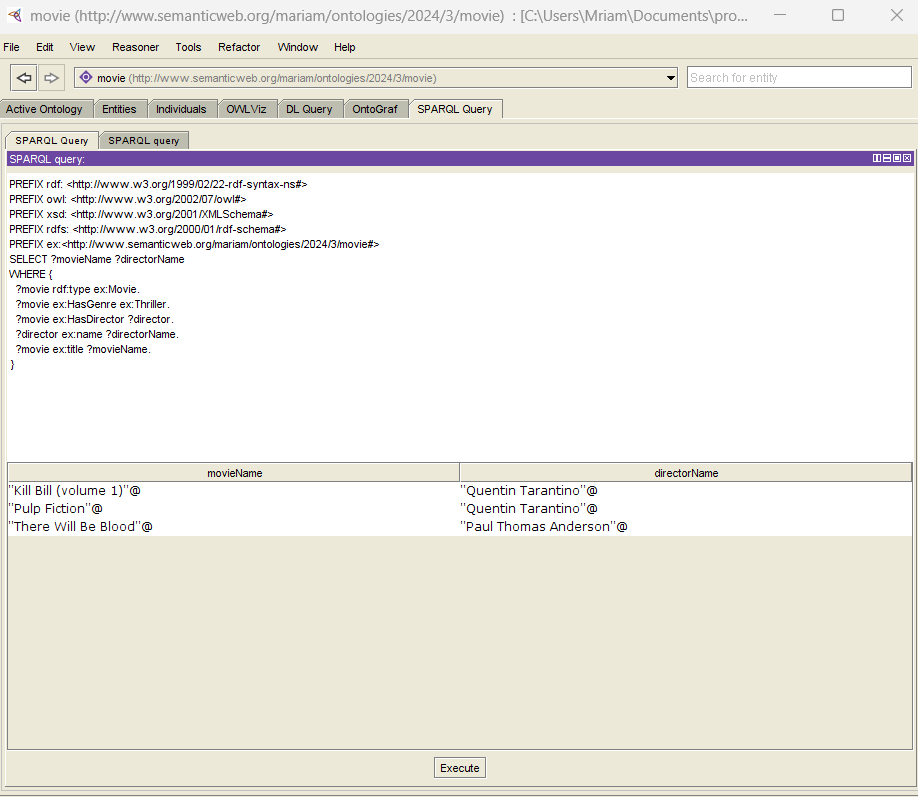 movie (http://www.semanticweb.org/mariam/ontologies/2024/3/movie) : [C:\Users\Mriam\Documents\pro...
File Edit View Reasoner Tools Refactor Window Help
movie (http://www.semanticweb.org/mariam/ontologies/2024/3/movie) Search for entity
Active Ontology Entities Individuals OWLViz DL Query OntoGraf SPARQL Query
SPARQL Query SPARQL query
SPARQL query:
PREFIX rdf: <http://www.w3.org/1999/02/22-rdf-syntax-ns#>
PREFIX owl: <http://www.w3.org/2002/07/owl#>
PREFIX xsd: <http://www.w3.org/2001/XMLSchema#>
PREFIX rdfs: <http://www.w3.org/2000/01/rdf-schema#>
PREFIX ex:<http://www.semanticweb.org/mariam/ontologies/2024/3/movie#>
SELECT ?movieName ?directorName
WHERE {
?movie rdf:type ex:Movie.
?movie ex:HasGenre ex:Thriller.
?movie ex:HasDirector ?director.
?director ex:name ?directorName.
?movie ex:title ?movieName.
}
movieName directorName
"Kill Bill (volume 1)"@ "Quentin Tarantino"@
"Pulp Fiction"@ "Quentin Tarantino"@
"There Will Be Blood"@ "Paul Thomas Anderson"@
Execute